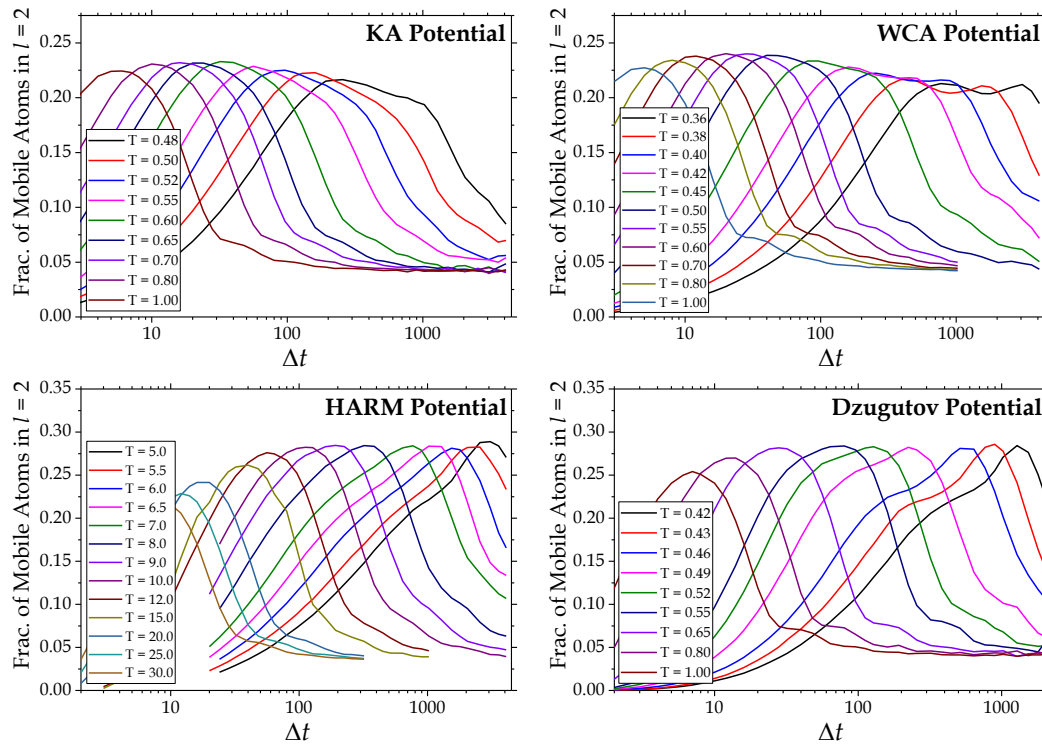 KA Potential
Frac. of Mobile Atoms in l = 2
0.25
0.20
0.15
0.10
0.05
0.00
T = 0.48
T = 0.50
T = 0.52
T = 0.55
T = 0.60
T = 0.65
T = 0.70
T = 0.80
T = 1.00
10
100
1000
Δt
WCA Potential
Frac. of Mobile Atoms in l = 2
0.25
0.20
0.15
0.10
0.05
0.00
T = 0.36
T = 0.38
T = 0.40
T = 0.42
T = 0.45
T = 0.50
T = 0.55
T = 0.60
T = 0.70
T = 0.80
T = 1.00
10
100
1000
Δt
HARM Potential
Frac. of Mobile Atoms in l = 2
0.35
0.30
0.25
0.20
0.15
0.10
0.05
0.00
T = 5.0
T = 5.5
T = 6.0
T = 6.5
T = 7.0
T = 8.0
T = 9.0
T = 10.0
T = 12.0
T = 15.0
T = 20.0
T = 25.0
T = 30.0
10
100
1000
Δt
Dzugutov Potential
Frac. of Mobile Atoms in l = 2
0.35
0.30
0.25
0.20
0.15
0.10
0.05
0.00
T = 0.42
T = 0.43
T = 0.46
T = 0.49
T = 0.52
T = 0.55
T = 0.65
T = 0.80
T = 1.00
10
100
1000
Δt